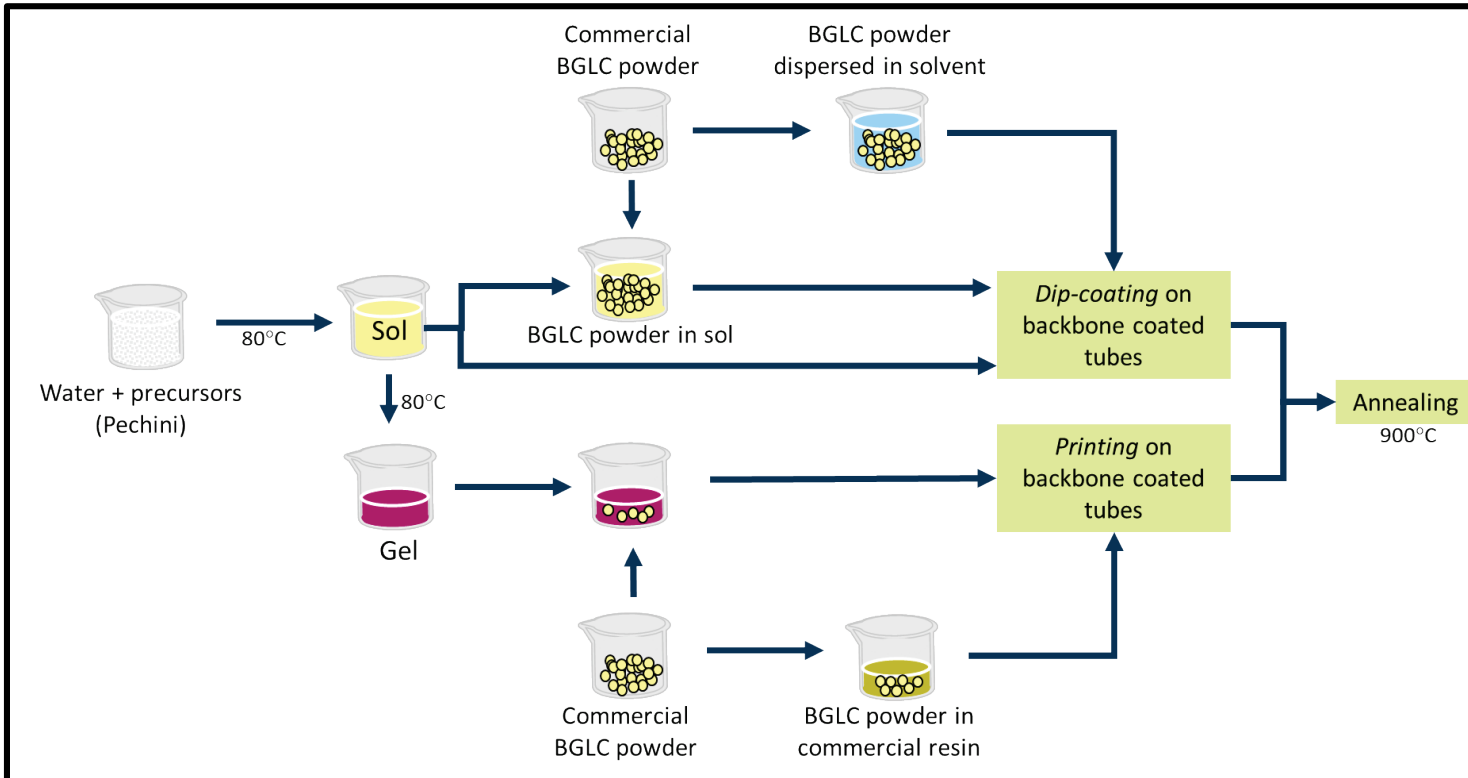 Commercial
BGLC powder
BGLC powder
dispersed in solvent
Sol
80°C
BGLC powder in sol
Water + precursors
(Pechini)
80°C
Gel
Dip-coating on
backbone coated
tubes
Printing on
backbone coated
tubes
Annealing
900°C
Commercial
BGLC powder
BGLC powder in
commercial resin